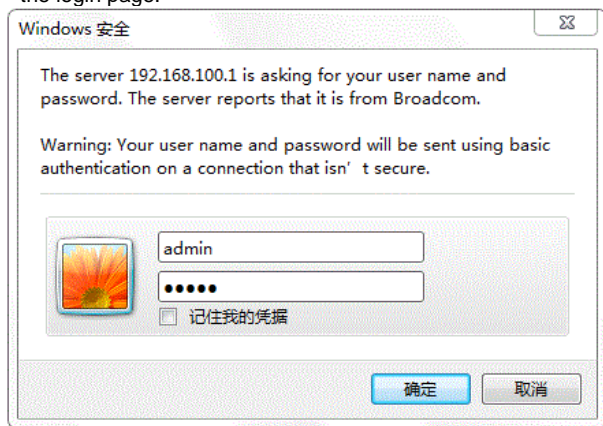 the login page.
Windows 安全
The server 192.168.100.1 is asking for your user name and
password. The server reports that it is from Broadcom.
Warning: Your user name and password will be sent using basic
authentication on a connection that isn' t secure.
admin
●●●●●
记住我的凭据
确定
取消